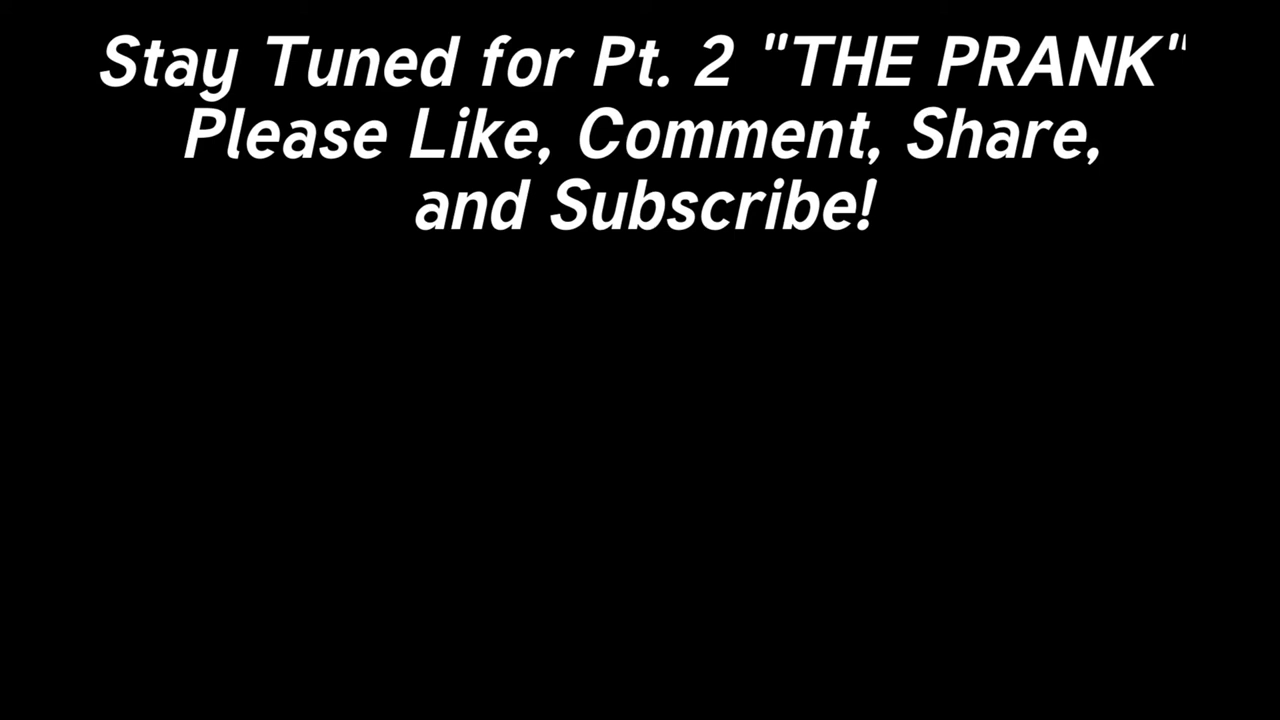 Stay Tuned for Pt. 2 "THE PRANK"
Please Like, Comment, Share,
and Subscribe!